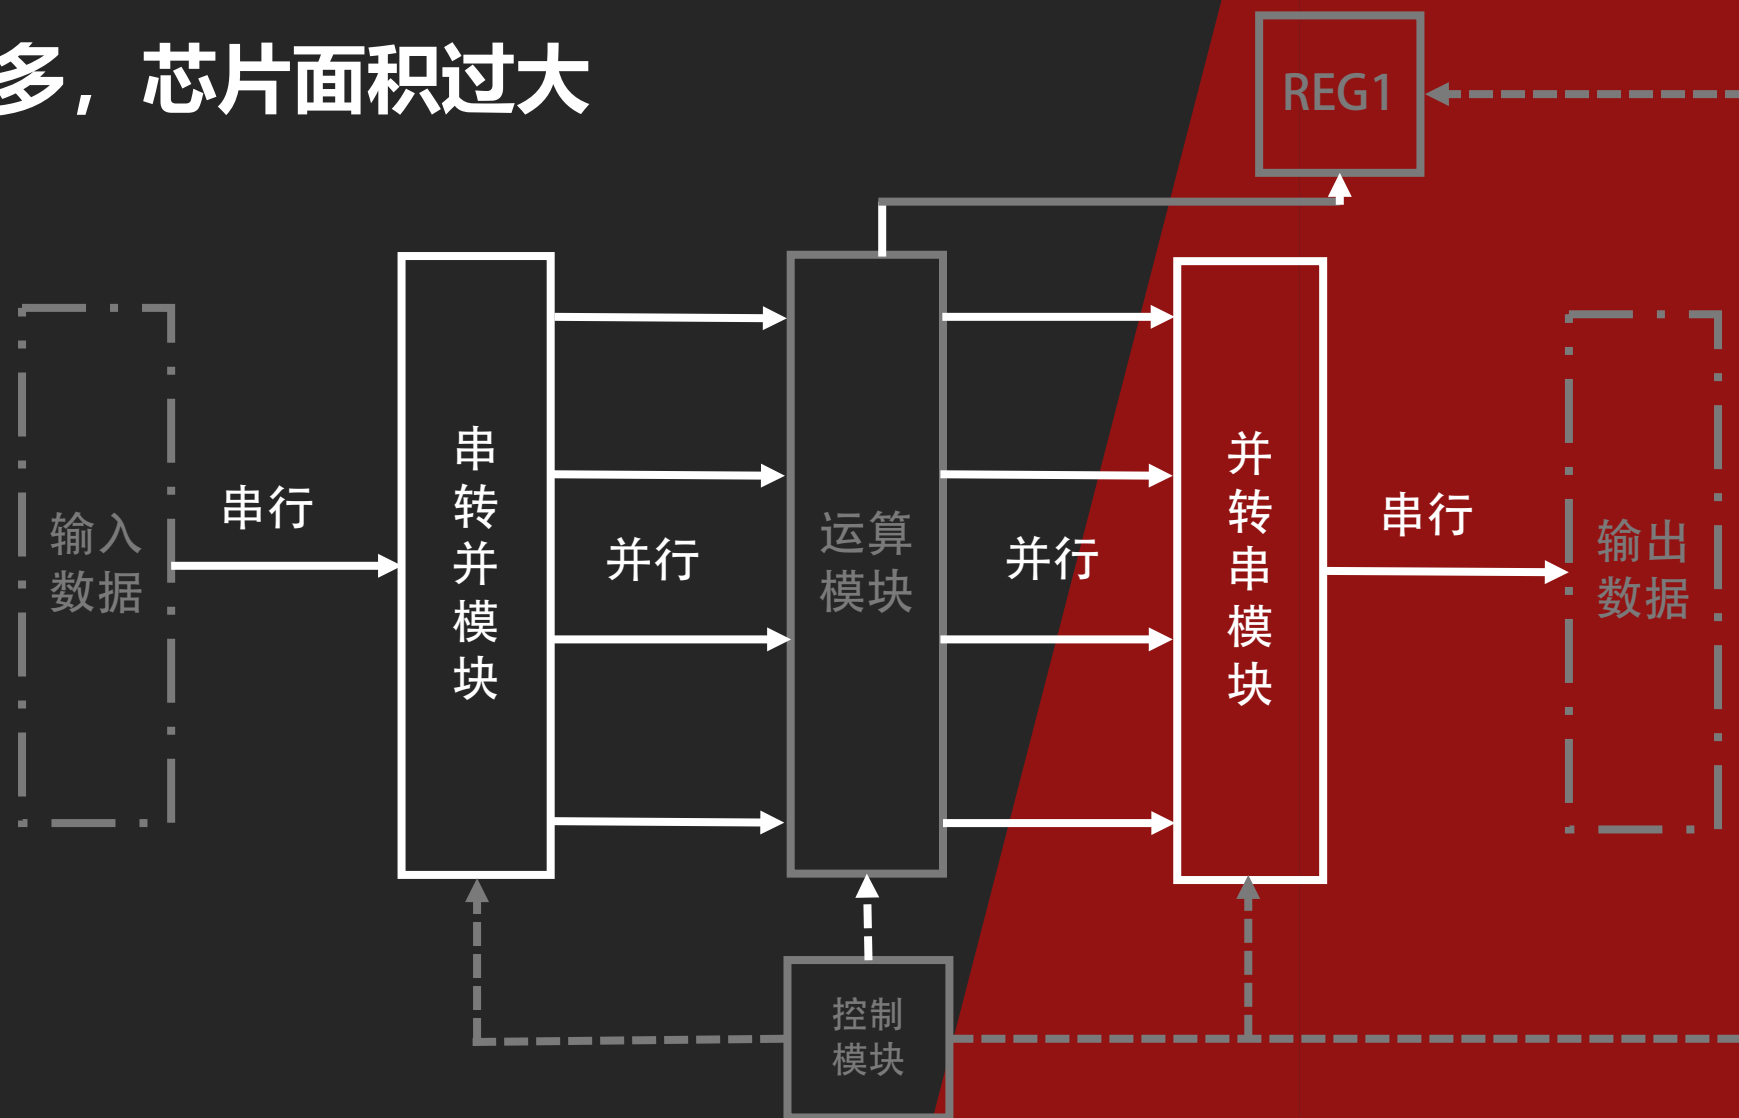 多，芯片面积过大
REG1
输入
数据
串行
串
转
并
模
块
并行
运算
模块
并行
并
转
串
模
块
串行
输出
数据
控制
模块